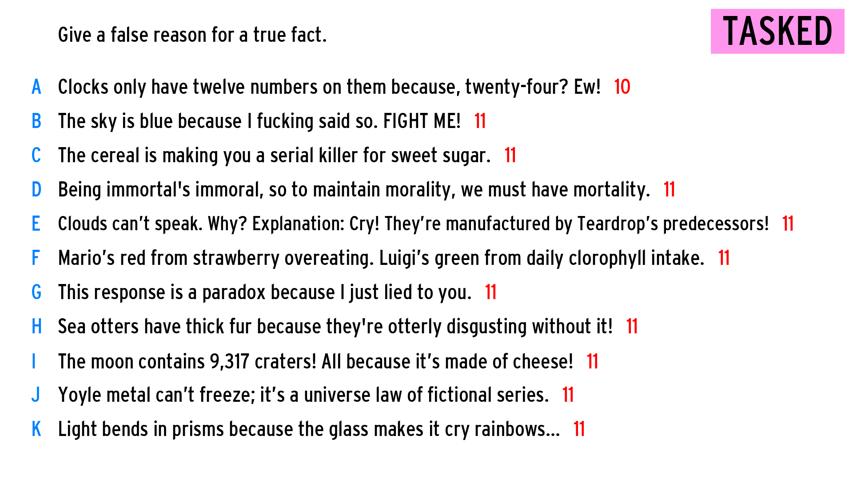 Give a false reason for a true fact.
TASKED
A Clocks only have twelve numbers on them because, twenty-four? Ew! 10
B The sky is blue because I fucking said so. FIGHT ME! 11
C The cereal is making you a serial killer for sweet sugar. 11
D Being immortal's immoral, so to maintain morality, we must have mortality. 11
E Clouds can't speak. Why? Explanation: Cry! They're manufactured by Teardrop's predecessors! 11
F Mario's red from strawberry overeating. Luigi's green from daily clorophyll intake. 11
G This response is a paradox because I just lied to you. 11
H Sea otters have thick fur because they're otterly disgusting without it! 11
I The moon contains 9,317 craters! All because it's made of cheese! 11
J Yoyle metal can't freeze; it's a universe law of fictional series. 11
K Light bends in prisms because the glass makes it cry rainbows... 11